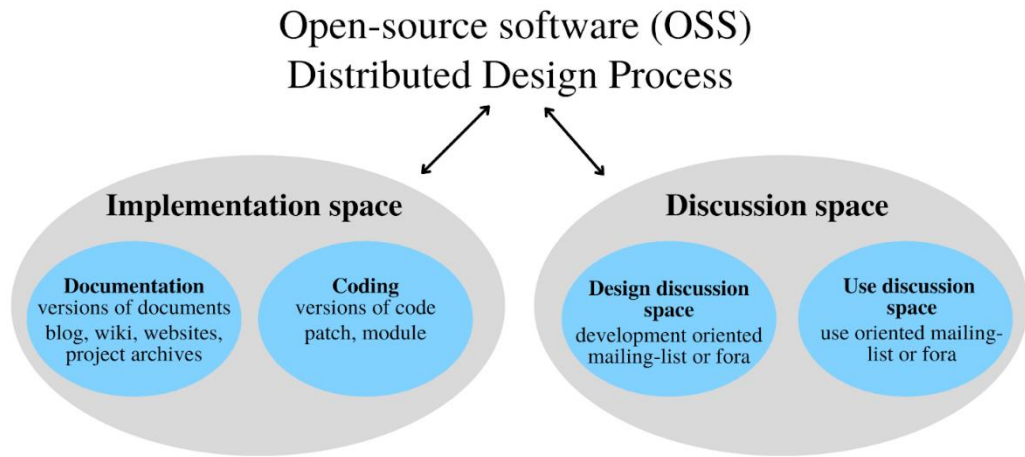 Open-source software (OSS)
Distributed Design Process
Implementation space
Documentation
versions of documents
blog, wiki, websites,
project archives
Coding
versions of code
patch, module
Discussion space
Design discussion
space
development oriented
mailing-list or fora
Use discussion
space
use oriented mailing-
list or fora